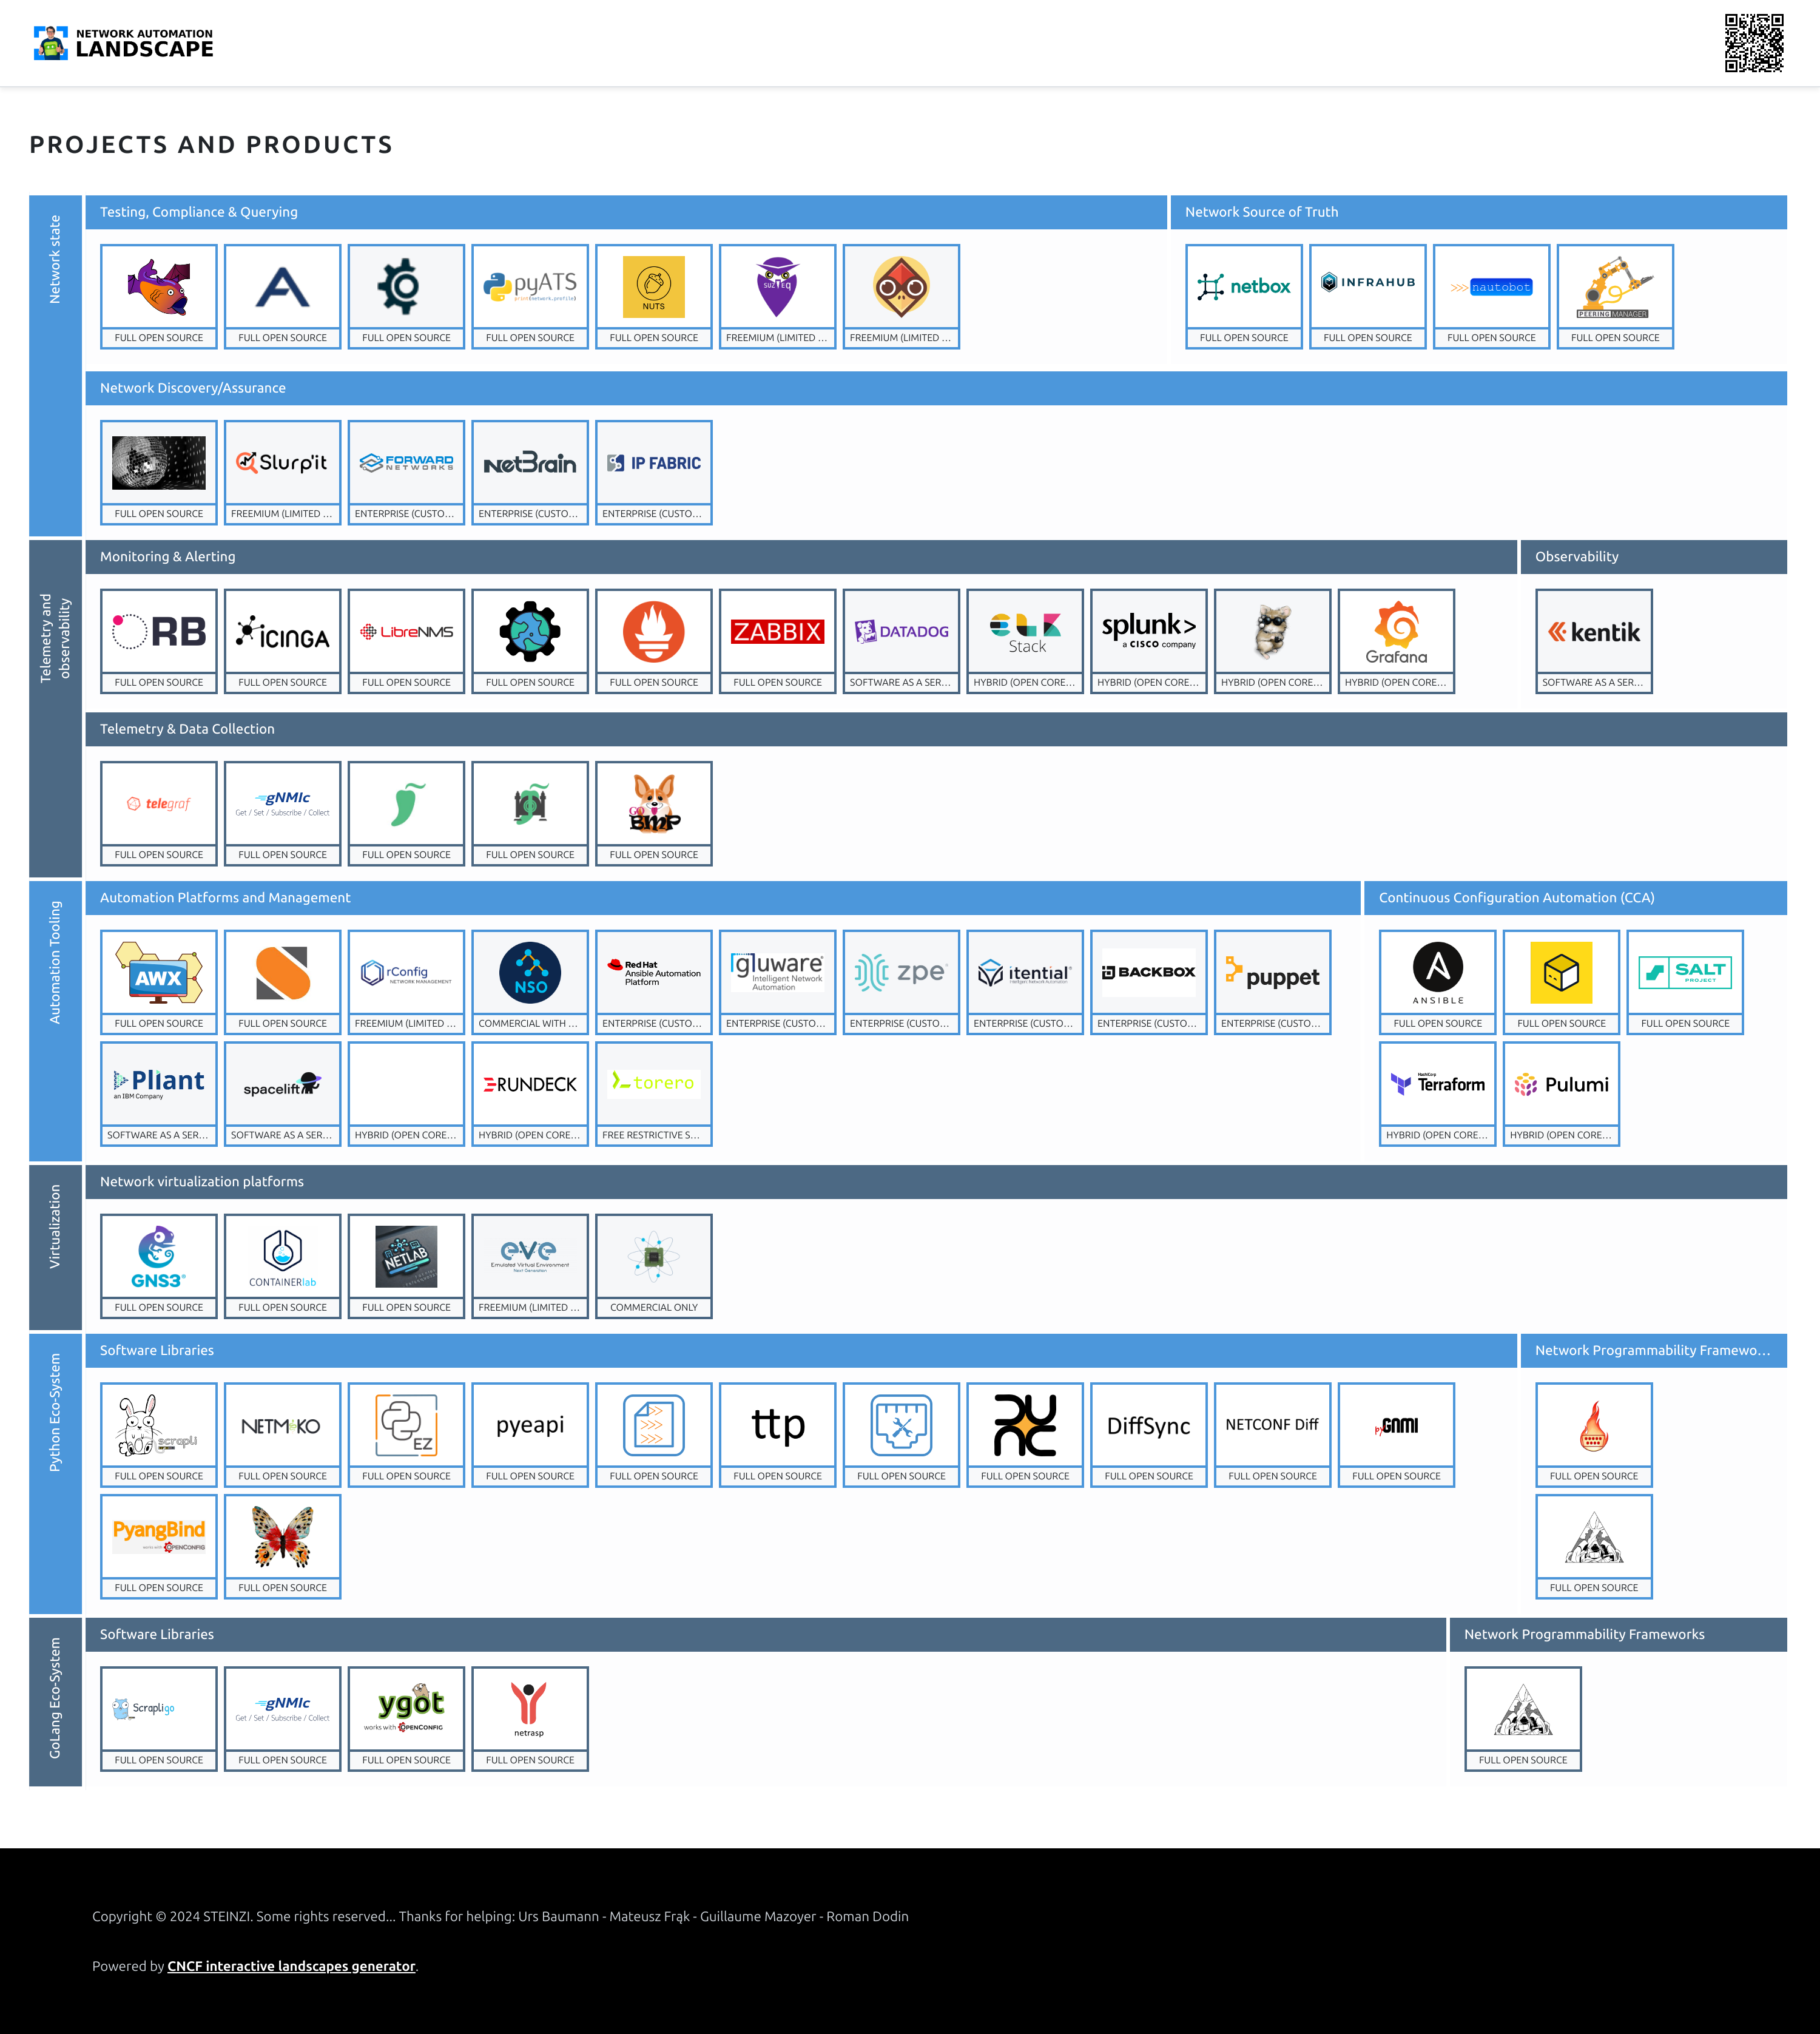 NETWORK AUTOMATION
LANDSCAPE
PROJECTS AND PRODUCTS
Network state
Testing, Compliance & Querying
Network Source of Truth
pyATS
print(network.profile)
NUTS
SUZIEQ
netbox
INFRAHUB
>>> nautobot
PEERING MANAGER
FULL OPEN SOURCE
FULL OPEN SOURCE
FULL OPEN SOURCE
FULL OPEN SOURCE
FULL OPEN SOURCE
FREEMIUM (LIMITED ...
FREEMIUM (LIMITED ...
FULL OPEN SOURCE
FULL OPEN SOURCE
FULL OPEN SOURCE
FULL OPEN SOURCE
Network Discovery/Assurance
Slurp'it
FORWARD
NETWORKS
netBrain
IP FABRIC
FULL OPEN SOURCE
FREEMIUM (LIMITED ...
ENTERPRISE (CUSTO...
ENTERPRISE (CUSTO...
ENTERPRISE (CUSTO...
Telemetry and
observability
Monitoring & Alerting
Observability
RB
ICINGA
LibreNMS
ZABBIX
DATADOG
ELK
Stack
splunk>
a CISCO company
Grafana
kentik
FULL OPEN SOURCE
FULL OPEN SOURCE
FULL OPEN SOURCE
FULL OPEN SOURCE
FULL OPEN SOURCE
FULL OPEN SOURCE
SOFTWARE AS A SER...
HYBRID (OPEN CORE...
HYBRID (OPEN CORE...
HYBRID (OPEN CORE...
HYBRID (OPEN CORE...
SOFTWARE AS A SER...
Telemetry & Data Collection
telegraf
gNMIc
Get / Set / Subscribe / Collect
GO
BMP
FULL OPEN SOURCE
FULL OPEN SOURCE
FULL OPEN SOURCE
FULL OPEN SOURCE
FULL OPEN SOURCE
Automation Tooling
Automation Platforms and Management
Continuous Configuration Automation (CCA)
AWX
rConfig
NETWORK MANAGEMENT
NSO
Red Hat
Ansible Automation
Platform
gluware®
Intelligent Network
Automation
zpe
itential
Intelligent Network Automation
BACKBOX
puppet
ANSIBLE
SALT
PROJECT
FULL OPEN SOURCE
FULL OPEN SOURCE
FREEMIUM (LIMITED ...
COMMERCIAL WITH ...
ENTERPRISE (CUSTO...
ENTERPRISE (CUSTO...
ENTERPRISE (CUSTO...
ENTERPRISE (CUSTO...
ENTERPRISE (CUSTO...
ENTERPRISE (CUSTO...
FULL OPEN SOURCE
FULL OPEN SOURCE
FULL OPEN SOURCE
Pliant
an IBM Company
spacelift
RUNDECK
torero
HashiCorp
Terraform
Pulumi
SOFTWARE AS A SER...
SOFTWARE AS A SER...
HYBRID (OPEN CORE...
HYBRID (OPEN CORE...
FREE RESTRICTIVE S...
HYBRID (OPEN CORE...
HYBRID (OPEN CORE...
Virtualization
Network virtualization platforms
GNS3®
CONTAINERlab
NETLAB
eve
Emulated Virtual Environment
Next Generation
FULL OPEN SOURCE
FULL OPEN SOURCE
FULL OPEN SOURCE
FREEMIUM (LIMITED ...
COMMERCIAL ONLY
Python Eco-System
Software Libraries
Network Programmability Framewo...
scrapli
NETMIKO
EZ
pyeapi
ttp
DiffSync
NETCONF Diff
pyGNMI
FULL OPEN SOURCE
FULL OPEN SOURCE
FULL OPEN SOURCE
FULL OPEN SOURCE
FULL OPEN SOURCE
FULL OPEN SOURCE
FULL OPEN SOURCE
FULL OPEN SOURCE
FULL OPEN SOURCE
FULL OPEN SOURCE
FULL OPEN SOURCE
FULL OPEN SOURCE
PyangBind
works with OPENCONFIG
FULL OPEN SOURCE
FULL OPEN SOURCE
FULL OPEN SOURCE
GoLang Eco-System
Software Libraries
Network Programmability Frameworks
Scrapligo
gNMIc
Get / Set / Subscribe / Collect
ygot
works with OPENCONFIG
netrasp
FULL OPEN SOURCE
FULL OPEN SOURCE
FULL OPEN SOURCE
FULL OPEN SOURCE
FULL OPEN SOURCE
Copyright © 2024 STEINZI. Some rights reserved... Thanks for helping: Urs Baumann - Mateusz Frąk - Guillaume Mazoyer - Roman Dodin
Powered by CNCF interactive landscapes generator.